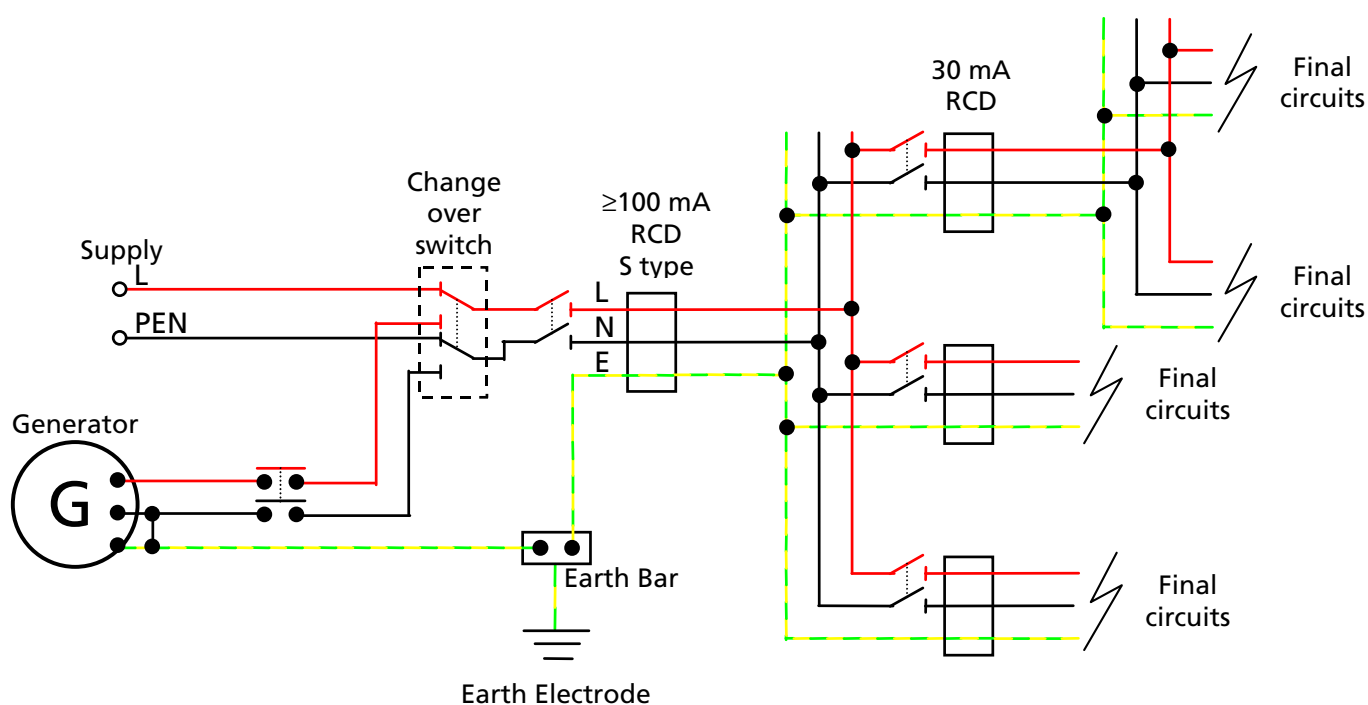 30 mA
RCD
Final
circuits
Change
over
switch
≥100 mA
RCD
S type
Supply
L
PEN
L
N
E
Final
circuits
Final
circuits
Generator
G
Earth Bar
Final
circuits
Earth Electrode